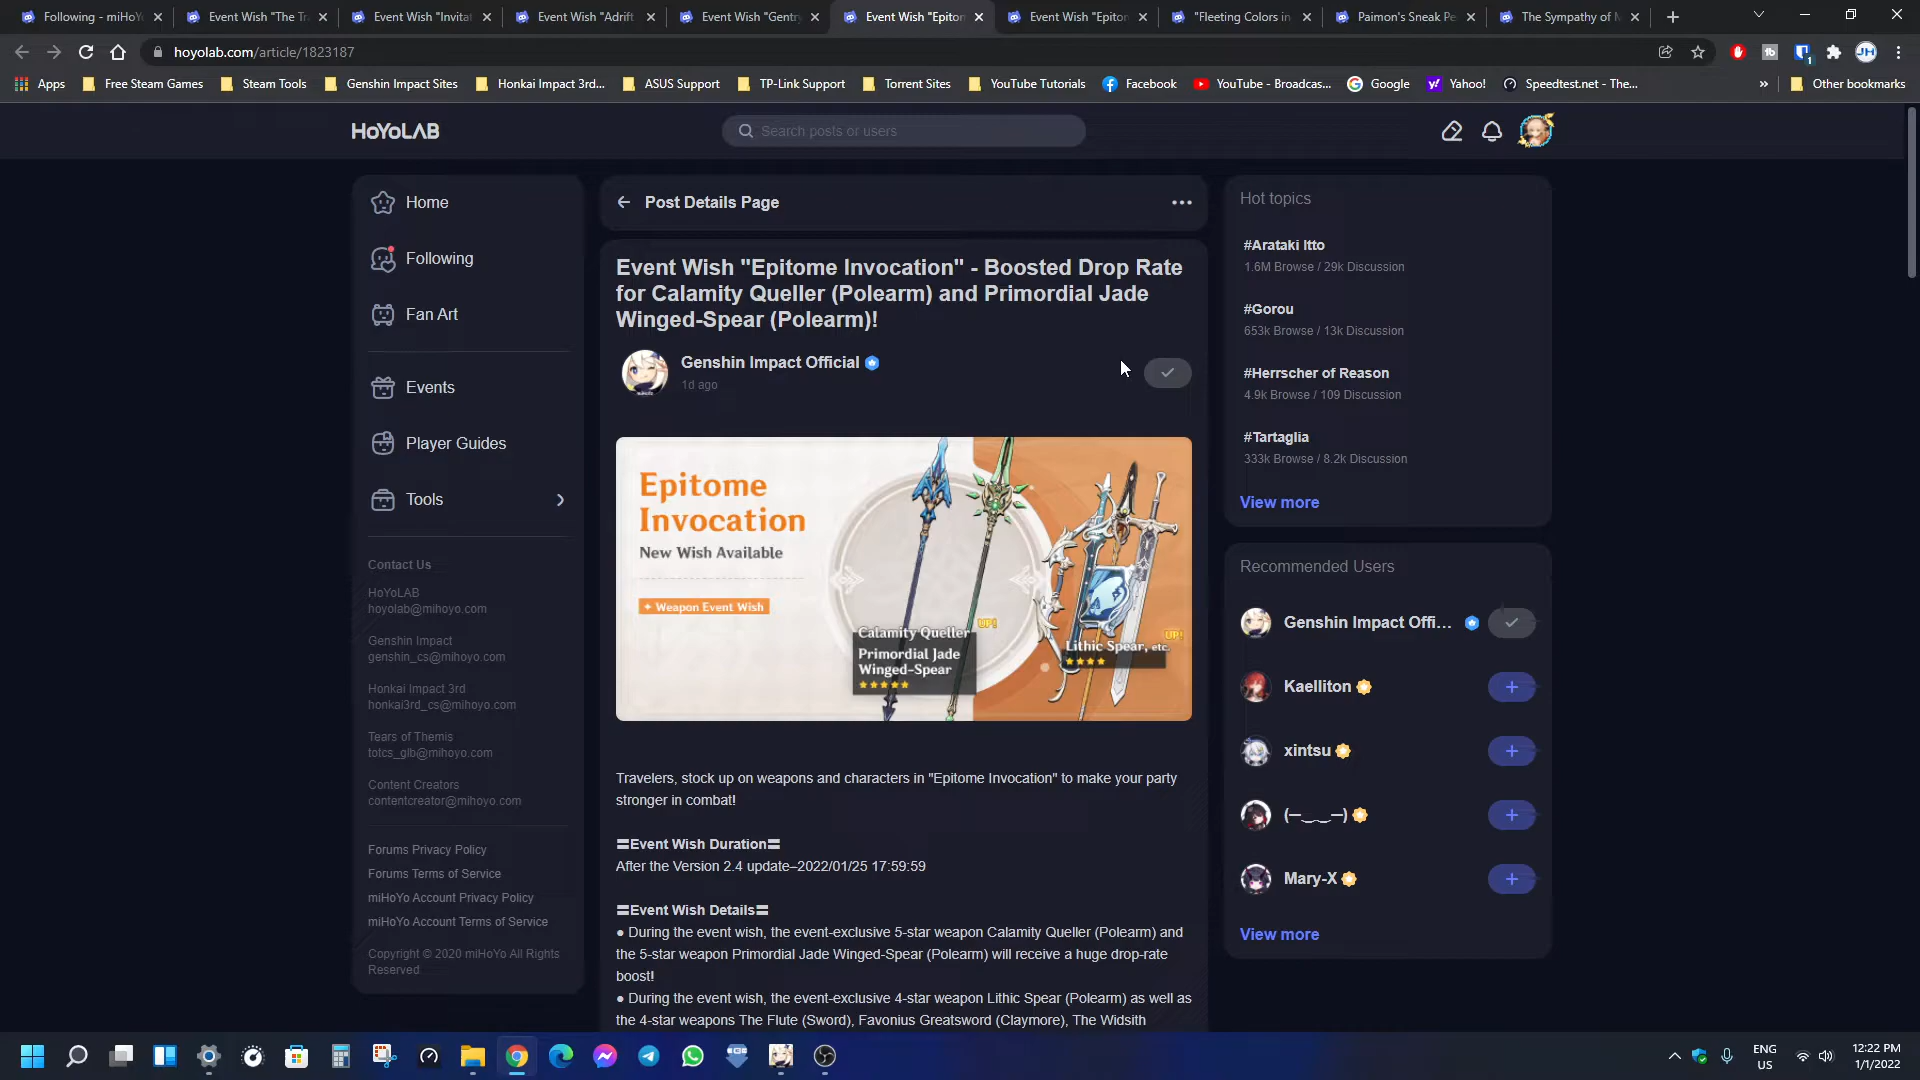 Following - miHoY
Event Wish "The Tr
Event Wish "Invitat
Event Wish "Adrift
Event Wish "Gentry
Event Wish "Epitom
Event Wish "Epitom
"Fleeting Colors in
Paimon's Sneak Pe
The Sympathy of M
hoyolab.com/article/1823187
Apps
Free Steam Games
Steam Tools
Genshin Impact Sites
Honkai Impact 3rd...
ASUS Support
TP-Link Support
Torrent Sites
YouTube Tutorials
Facebook
YouTube - Broadcas...
Google
Yahoo!
Speedtest.net - The...
»
Other bookmarks
HoYoLAB
Search posts or users
Home
Following
Fan Art
Events
Player Guides
Tools
Contact Us
HoYoLAB
hoyolab@mihoyo.com
Genshin Impact
genshin_cs@mihoyo.com
Honkai Impact 3rd
honkai3rd_cs@mihoyo.com
Tears of Themis
totcs_glb@mihoyo.com
Content Creators
contentcreator@mihoyo.com
Forums Privacy Policy
Forums Terms of Service
miHoYo Account Privacy Policy
miHoYo Account Terms of Service
Copyright © 2020 miHoYo All Rights
Reserved
Post Details Page
Event Wish "Epitome Invocation" - Boosted Drop Rate
for Calamity Queller (Polearm) and Primordial Jade
Winged-Spear (Polearm)!
Genshin Impact Official
1d ago
Epitome
Invocation
New Wish Available
✦ Weapon Event Wish
UP!
Calamity Queller
Primordial Jade
Winged-Spear
★★★★★
UP!
Lithic Spear, etc.
★★★★
Travelers, stock up on weapons and characters in "Epitome Invocation" to make your party
stronger in combat!
〓Event Wish Duration〓
After the Version 2.4 update–2022/01/25 17:59:59
〓Event Wish Details〓
● During the event wish, the event-exclusive 5-star weapon Calamity Queller (Polearm) and
the 5-star weapon Primordial Jade Winged-Spear (Polearm) will receive a huge drop-rate
boost!
● During the event wish, the event-exclusive 4-star weapon Lithic Spear (Polearm) as well as
the 4-star weapons The Flute (Sword), Favonius Greatsword (Claymore), The Widsith
Hot topics
#Arataki Itto
1.6M Browse / 29k Discussion
#Gorou
653k Browse / 13k Discussion
#Herrscher of Reason
4.9k Browse / 109 Discussion
#Tartaglia
333k Browse / 8.2k Discussion
View more
Recommended Users
Genshin Impact Offi...
Kaelliton
xintsu
(—‿‿—)
Mary-X
View more
JH
1
ENG
US
12:22 PM
1/1/2022